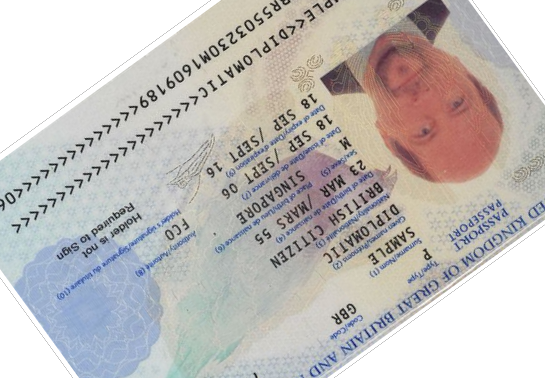 ED KINGDOM OF GREAT BRITAIN AND
PASSPORT
PASSEPORT
Type/Type
P
Code/Code
GBR
Surname/Nom (1)
SAMPLE
Given names/Prénoms (2)
DIPLOMATIC
Nationality/Nationalité (3)
BRITISH CITIZEN
Date of birth/Date de naissance (4)
23 MAR /MARS 55
Sex/Sexe (5)
M
Place of birth/Lieu de naissance (6)
SINGAPORE
Date of issue/Date de délivrance (7)
18 SEP /SEPT 06
Authority/Autorité (8)
FCO
Date of expiry/Date d'expiration (9)
18 SEP /SEPT 16
Holder's signature/Signature du titulaire (10)
Holder is not
Required to Sign
MPLE<<DIPLOMATIC<<<<<<<<<<<<<<<<<
BR5503230M1609189<<<<<<<<<<<<<<06